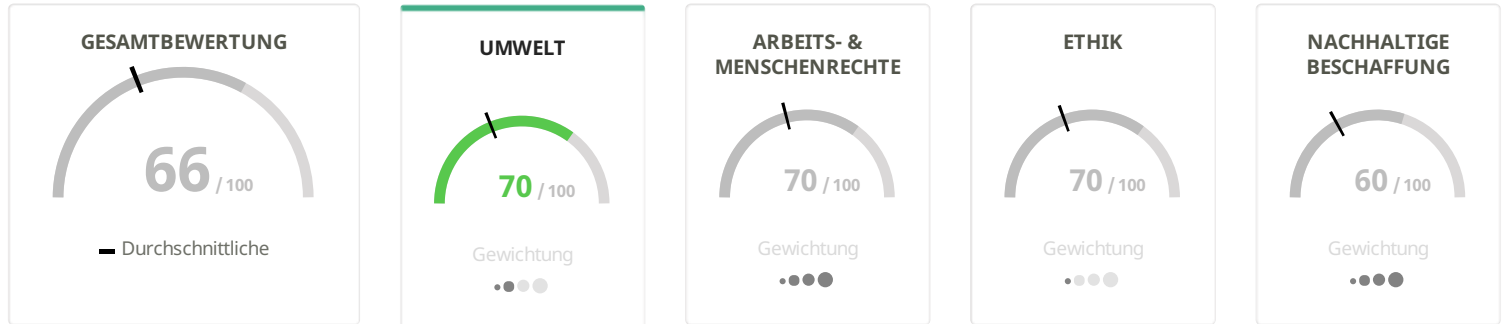 GESAMTBEWERTUNG
66 / 100
Durchschnittliche
UMWELT
70 / 100
Gewichtung
ARBEITS- &
MENSCHENRECHTE
70 / 100
Gewichtung
ETHIK
70 / 100
Gewichtung
NACHHALTIGE
BESCHAFFUNG
60 / 100
Gewichtung